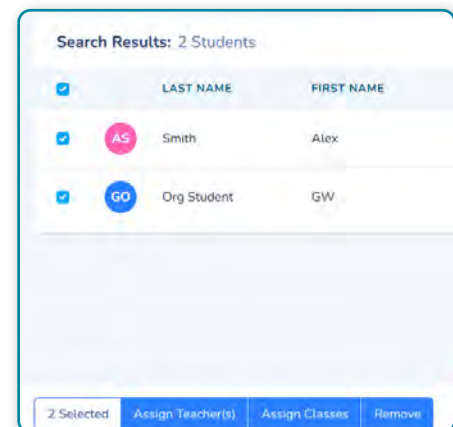 Search Results: 2 Students
LAST NAME FIRST NAME
AS Smith Alex
GO Org Student GW
2 Selected Assign Teacher(s) Assign Classes Remove